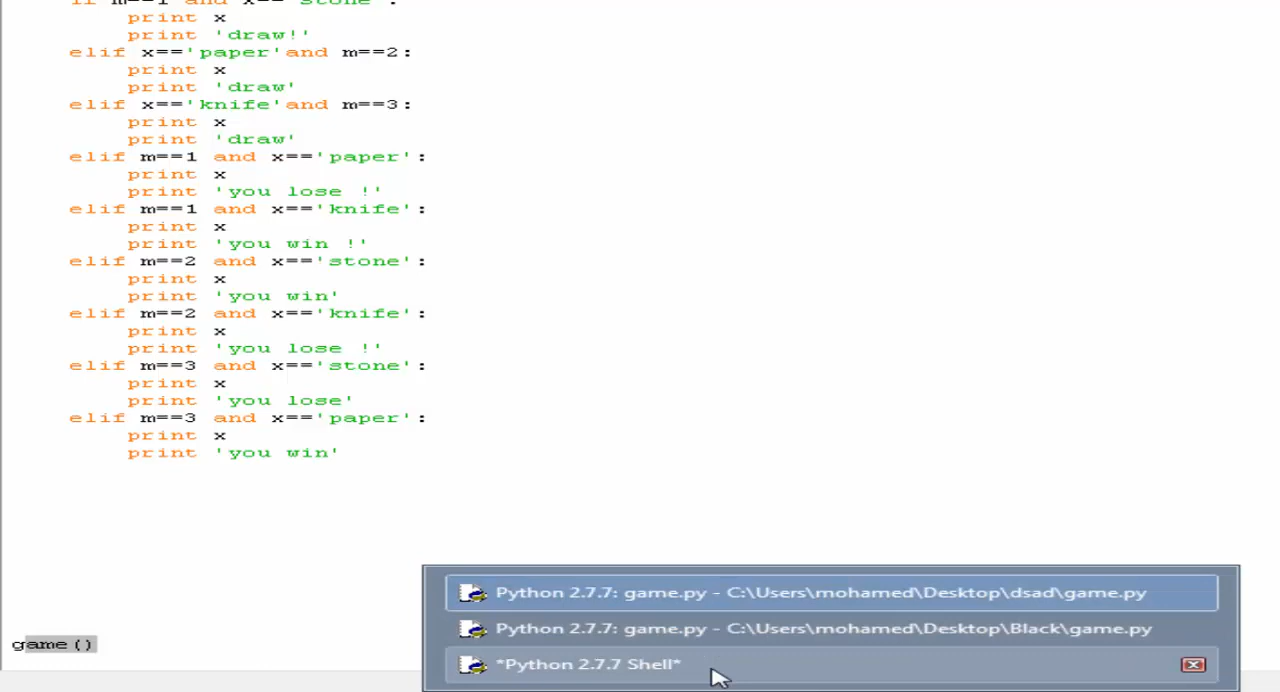 if m==1 and x=='stone':
print x
print 'draw!'
elif x=='paper'and m==2:
print x
print 'draw'
elif x=='knife'and m==3:
print x
print 'draw'
elif m==1 and x=='paper':
print x
print 'you lose !'
elif m==1 and x=='knife':
print x
print 'you win !'
elif m==2 and x=='stone':
print x
print 'you win'
elif m==2 and x=='knife':
print x
print 'you lose !'
elif m==3 and x=='stone':
print x
print 'you lose'
elif m==3 and x=='paper':
print x
print 'you win'
Python 2.7.7: game.py - C:\Users\mohamed\Desktop\dsad\game.py
Python 2.7.7: game.py - C:\Users\mohamed\Desktop\Black\game.py
game ()
*Python 2.7.7 Shell*